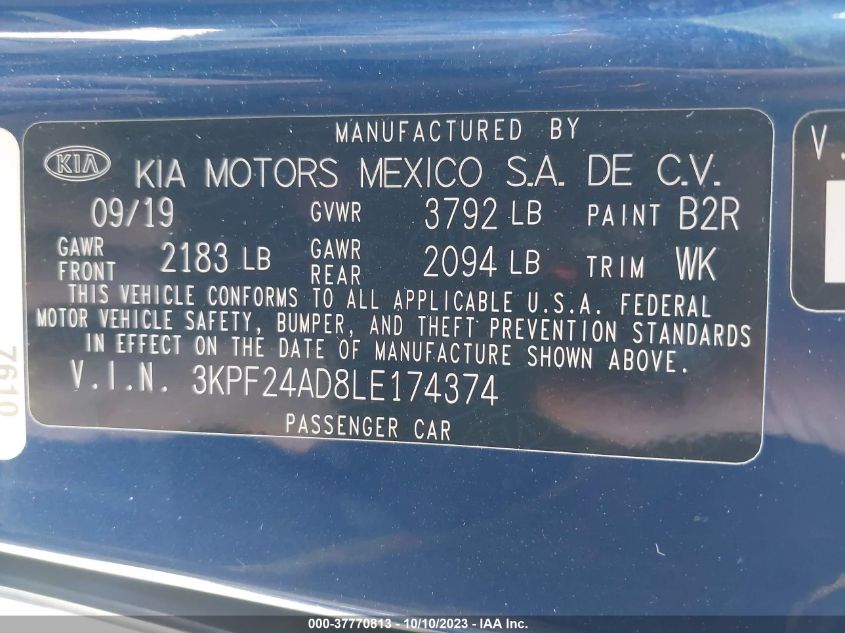 MANUFACTURED BY
KIA KIA MOTORS MEXICO S.A. DE C.V.
09/19 GVWR 3792 LB PAINT B2R
GAWR FRONT 2183 LB GAWR REAR 2094 LB TRIM WK
THIS VEHICLE CONFORMS TO ALL APPLICABLE U.S.A. FEDERAL
MOTOR VEHICLE SAFETY, BUMPER, AND THEFT PREVENTION STANDARDS
IN EFFECT ON THE DATE OF MANUFACTURE SHOWN ABOVE.
V.I.N. 3KPF24AD8LE174374
PASSENGER CAR
V.
7610
000-37770813 - 10/10/2023 - IAA Inc.